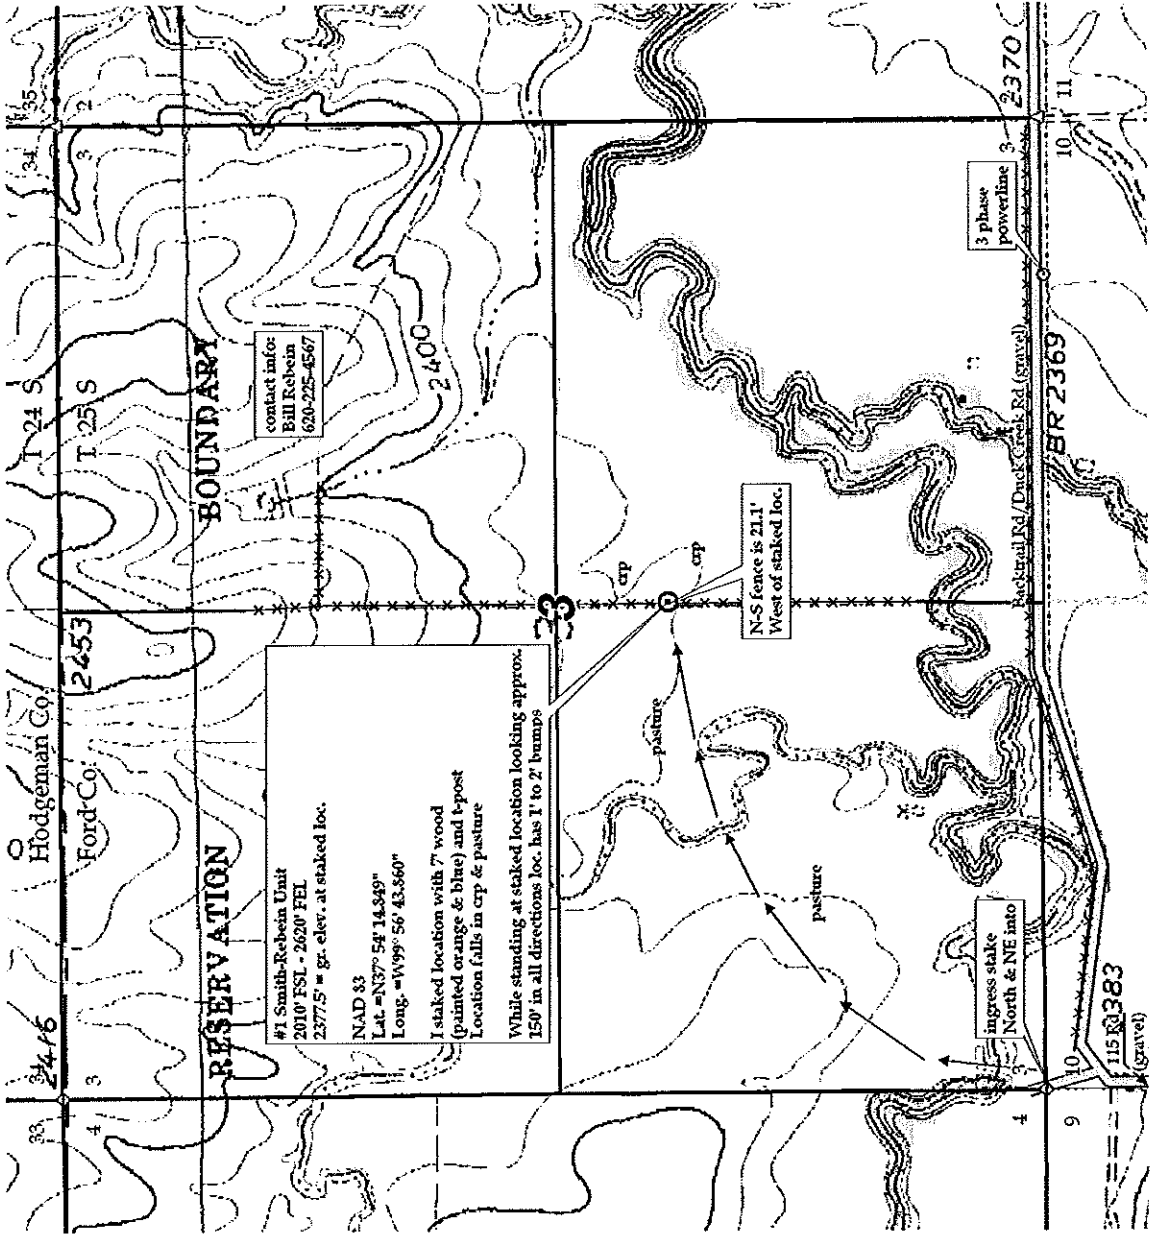 Hodgeman Co.
Ford Co.
T 24 S
T 25 S
33
34
4
3
2416
2453
34
35
3
2
RESERVATION
BOUNDARY
contact info:
Bill Rebein
620-225-4567
2400
#1 Smith-Rebein Unit
2010' FSL - 2620' FEL
2377.5' = gr. elev. at staked loc.
NAD 83
Lat. =N37° 54' 14.849"
Long. =W99° 56' 43.860"
I staked location with 7' wood
(painted orange & blue) and t-post
Location falls in crp & pasture
While standing at staked location looking approx.
150' in all directions loc. has 1' to 2' bumps
crp
crp
N-S fence is 21.1'
West of staked loc.
pasture
pasture
3 phase
powerline
ingress stake
North & NE into
Backtrail Rd/Duck Creek Rd (gravel)
4
3
9
10
3
2370
10
11
BR 2369
115 Rd
2383
(gravel)